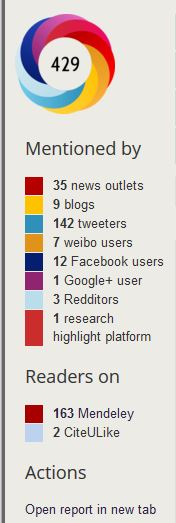 429
Mentioned by
35 news outlets
9 blogs
142 tweeters
7 weibo users
12 Facebook users
1 Google+ user
3 Redditors
1 research
highlight platform
Readers on
163 Mendeley
2 CiteULike
Actions
Open report in new tab